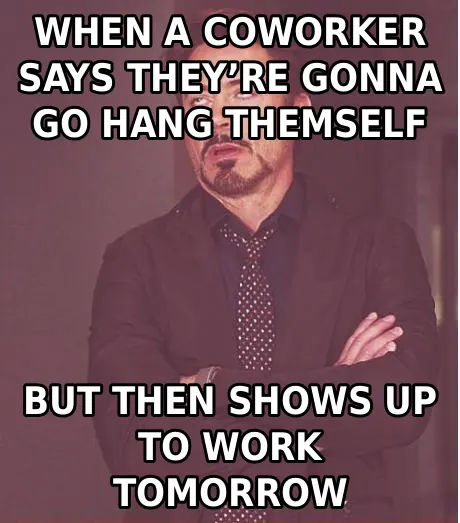 WHEN A COWORKER
SAYS THEY'RE GONNA
GO HANG THEMSELF
BUT THEN SHOWS UP
TO WORK
TOMORROW